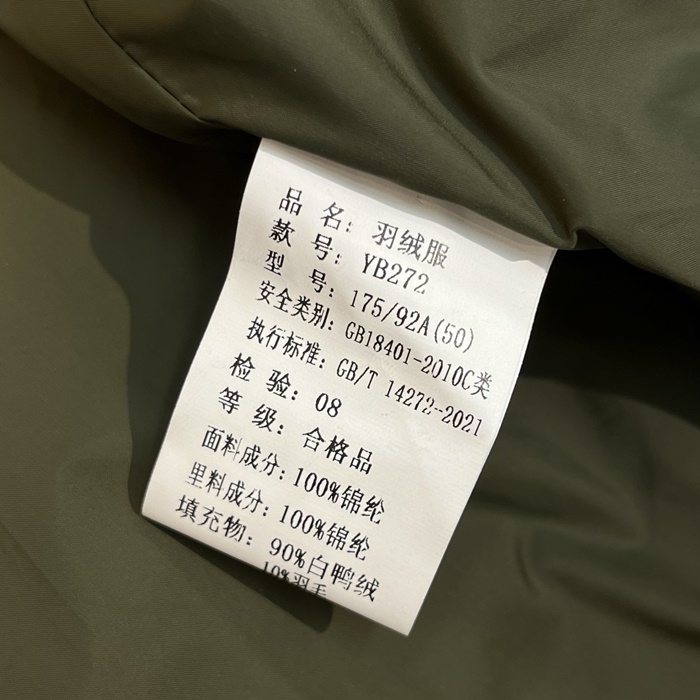 品 名: 羽绒服
款 号: YB272
型 号: 175/92A(50)
安全类别: GB18401-2010C类
执行标准: GB/T 14272-2021
检 验: 08
等 级: 合格品
面料成分: 100%锦纶
里料成分: 100%锦纶
填充物: 90%白鸭绒
10%羽毛